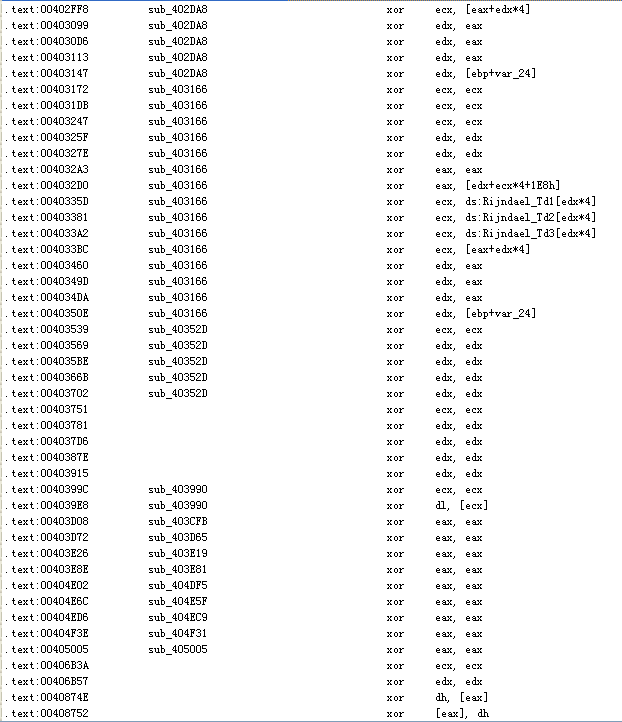 .text:00402FF8 sub_402DA8 xor ecx, [eax+edx*4]
.text:00403099 sub_402DA8 xor edx, eax
.text:004030D6 sub_402DA8 xor edx, eax
.text:00403113 sub_402DA8 xor edx, eax
.text:00403147 sub_402DA8 xor edx, [ebp+var_24]
.text:00403172 sub_403166 xor ecx, ecx
.text:004031DB sub_403166 xor ecx, ecx
.text:00403247 sub_403166 xor ecx, ecx
.text:0040325F sub_403166 xor edx, edx
.text:0040327E sub_403166 xor edx, edx
.text:004032A3 sub_403166 xor eax, eax
.text:004032D0 sub_403166 xor eax, [edx+ecx*4+1E8h]
.text:0040335D sub_403166 xor ecx, ds:Rijndael_Td1[edx*4]
.text:00403381 sub_403166 xor ecx, ds:Rijndael_Td2[edx*4]
.text:004033A2 sub_403166 xor ecx, ds:Rijndael_Td3[edx*4]
.text:004033BC sub_403166 xor ecx, [eax+edx*4]
.text:00403460 sub_403166 xor edx, eax
.text:0040349D sub_403166 xor edx, eax
.text:004034DA sub_403166 xor edx, eax
.text:0040350E sub_403166 xor edx, [ebp+var_24]
.text:00403539 sub_40352D xor ecx, ecx
.text:00403569 sub_40352D xor edx, edx
.text:004035BE sub_40352D xor edx, edx
.text:0040366B sub_40352D xor edx, edx
.text:00403702 sub_40352D xor edx, edx
.text:00403751 xor ecx, ecx
.text:00403781 xor edx, edx
.text:004037D6 xor edx, edx
.text:0040387E xor edx, edx
.text:00403915 xor edx, edx
.text:0040399C sub_403990 xor ecx, ecx
.text:004039E8 sub_403990 xor dl, [ecx]
.text:00403D08 sub_403CFB xor eax, eax
.text:00403D72 sub_403D65 xor eax, eax
.text:00403E26 sub_403E19 xor eax, eax
.text:00403E8E sub_403E81 xor eax, eax
.text:00404E02 sub_404DF5 xor eax, eax
.text:00404E6C sub_404E5F xor eax, eax
.text:00404ED6 sub_404EC9 xor eax, eax
.text:00404F3E sub_404F31 xor eax, eax
.text:00405005 sub_405005 xor eax, eax
.text:00406B3A xor ecx, ecx
.text:00406B57 xor edx, edx
.text:0040874E xor dh, [eax]
.text:00408752 xor [eax], dh